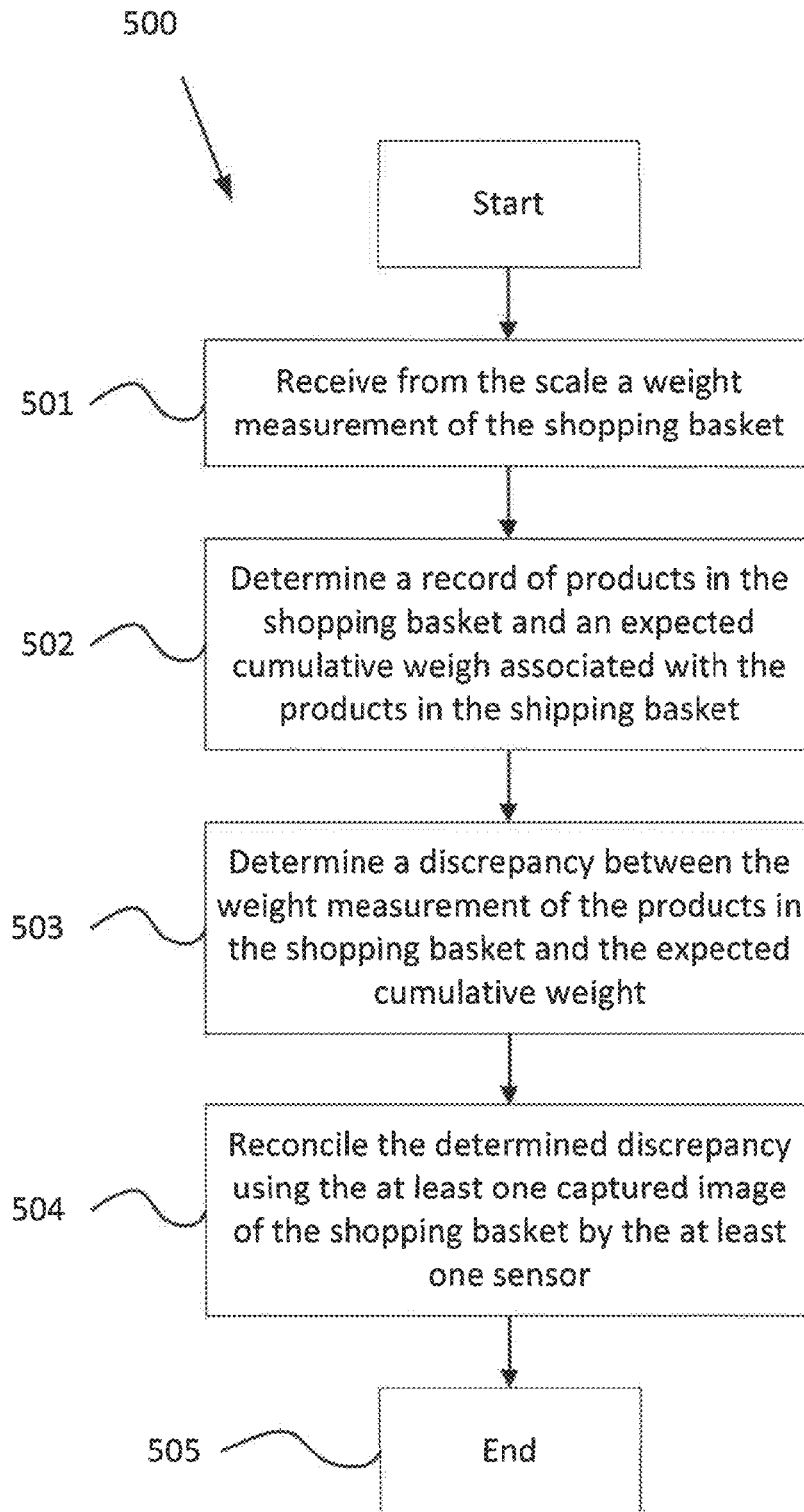 500
Start
501
Receive from the scale a weight
measurement of the shopping basket
502
Determine a record of products in the
shopping basket and an expected
cumulative weigh associated with the
products in the shipping basket
503
Determine a discrepancy between the
weight measurement of the products in
the shopping basket and the expected
cumulative weight
504
Reconcile the determined discrepancy
using the at least one captured image
of the shopping basket by the at least
one sensor
505
End